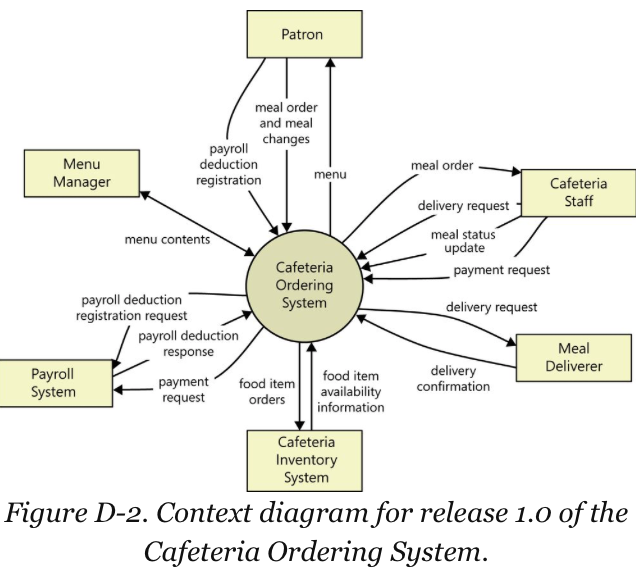 Patron
meal order
and meal
changes
payroll
deduction
registration
menu
Menu
Manager
menu contents
meal order
Cafeteria
Staff
delivery request
meal status
update
payment request
Cafeteria
Ordering
System
payroll deduction
registration request
payroll deduction
response
Payroll
System
payment
request
delivery request
Meal
Deliverer
delivery
confirmation
food item
orders
food item
availability
information
Cafeteria
Inventory
System
Figure D-2. Context diagram for release 1.0 of the
Cafeteria Ordering System.